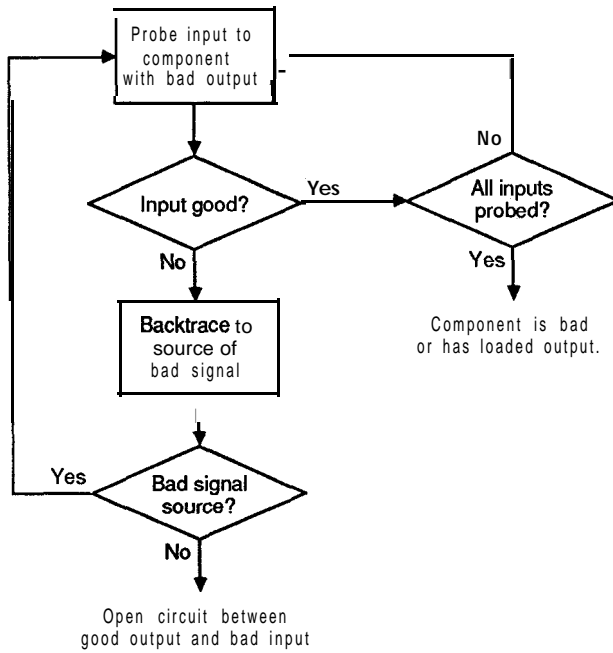 Probe input to
component
with bad output
No
Input good?
Yes
All inputs
probed?
No
Yes
Backtrace to
source of
bad signal
Component is bad
or has loaded output.
Yes
Bad signal
source?
No
Open circuit between
good output and bad input